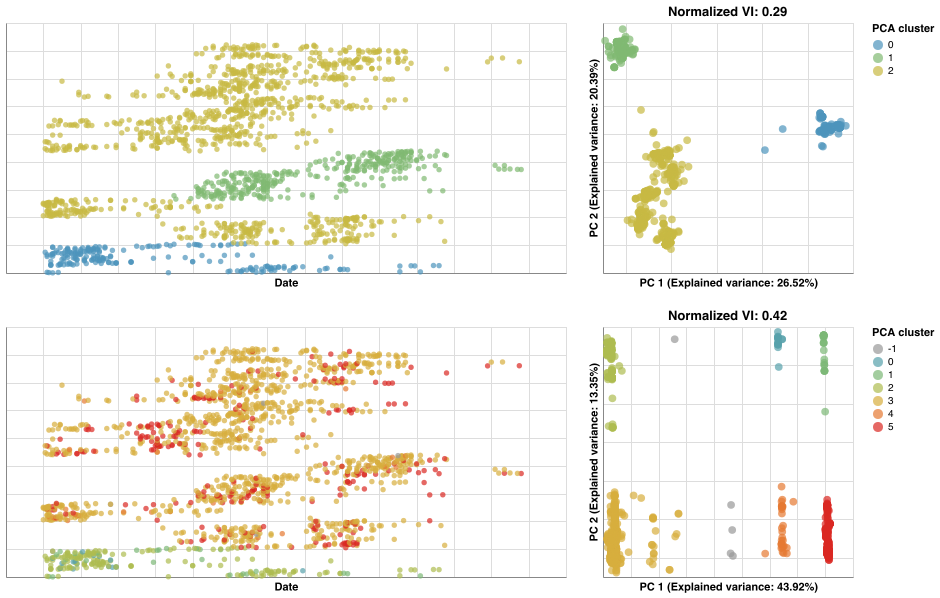 Normalized VI: 0.29
PCA cluster
0
1
2
PC 2 (Explained variance: 20.39%)
Date
PC 1 (Explained variance: 26.52%)
Normalized VI: 0.42
PCA cluster
-1
0
1
2
3
4
5
PC 2 (Explained variance: 13.35%)
Date
PC 1 (Explained variance: 43.92%)